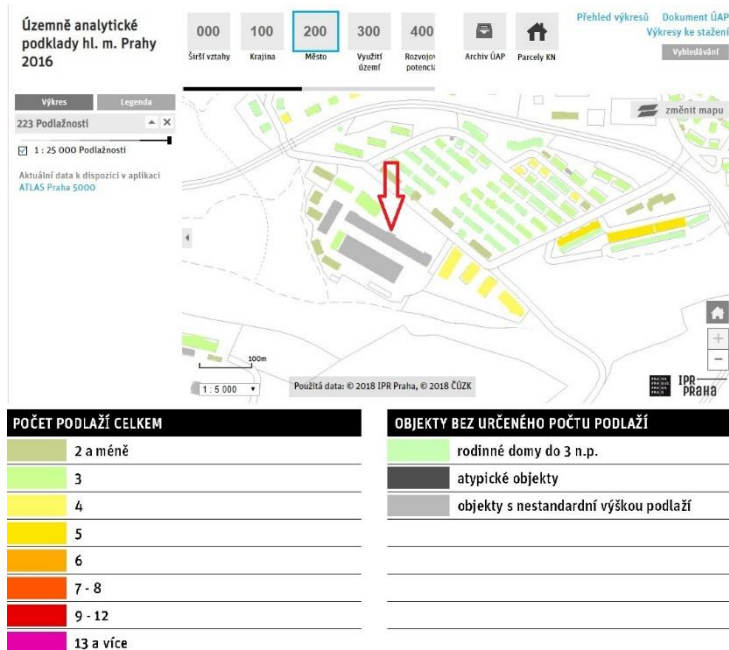 Územně analytické
podklady hl. m. Prahy
2016
000
Širší vztahy
100
Krajina
200
Město
300
Využití
území
400
Rozvojov
potenciá
Archiv ÚAP
Parcely KN
Přehled výkresů Dokument ÚAP
Výkresy ke stažení
Vyhledávání
Výkres
Legenda
223 Podlažnosti
1 : 25 000 Podlažnosti
Aktuální data k dispozici v aplikaci
ATLAS Praha 5000
změnit mapu
100m
1 : 5 000
Použitá data: © 2018 IPR Praha, © 2018 ČÚZK
IPR
PRAHA
POČET PODLAŽÍ CELKEM
2 a méně
3
4
5
6
7 - 8
9 - 12
13 a více
OBJEKTY BEZ URČENÉHO POČTU PODLAŽÍ
rodinné domy do 3 n.p.
atypické objekty
objekty s nestandardní výškou podlaží